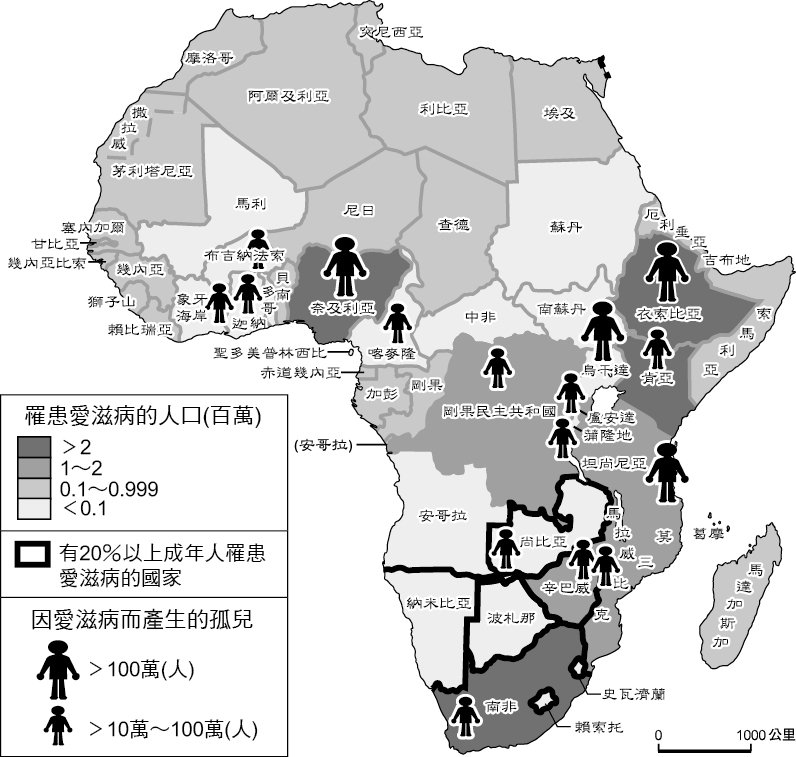 突尼西亞
摩洛哥
阿爾及利亞
利比亞
埃及
撒拉威
茅利塔尼亞
馬利
尼日
查德
蘇丹
厄利垂亞
吉布地
塞內加爾
甘比亞
幾內亞比索
幾內亞
布吉納法索
獅子山
象牙海岸
賴比瑞亞
迦納
多哥
貝南
奈及利亞
衣索比亞
索馬利亞
中非
南蘇丹
聖多美普林西比
喀麥隆
烏干達
肯亞
赤道幾內亞
加彭
剛果
剛果民主共和國
盧安達
蒲隆地
(安哥拉)
坦尚尼亞
安哥拉
尚比亞
馬拉威
莫三比克
葛摩
馬達加斯加
納米比亞
波札那
辛巴威
史瓦濟蘭
南非
賴索托
罹患愛滋病的人口(百萬)
>2
1~2
0.1~0.999
<0.1
有20%以上成年人罹患
愛滋病的國家
因愛滋病而產生的孤兒
>100萬(人)
>10萬~100萬(人)
0 1000公里